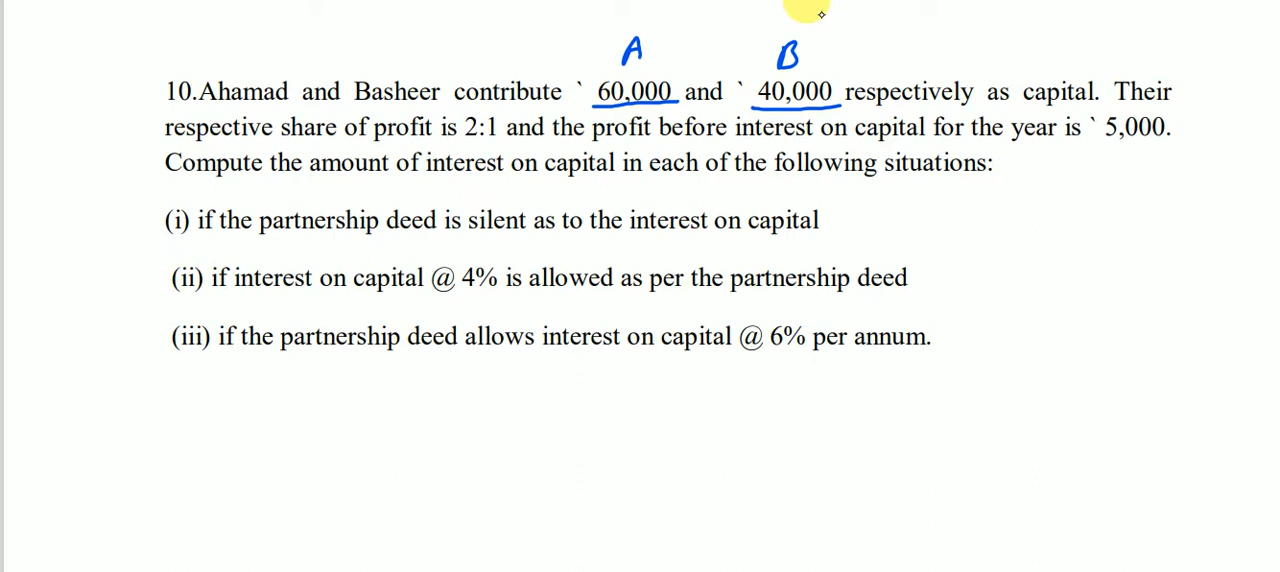 A B
10.Ahamad and Basheer contribute ` 60,000 and ` 40,000 respectively as capital. Their
respective share of profit is 2:1 and the profit before interest on capital for the year is ` 5,000.
Compute the amount of interest on capital in each of the following situations:
(i) if the partnership deed is silent as to the interest on capital
(ii) if interest on capital @ 4% is allowed as per the partnership deed
(iii) if the partnership deed allows interest on capital @ 6% per annum.